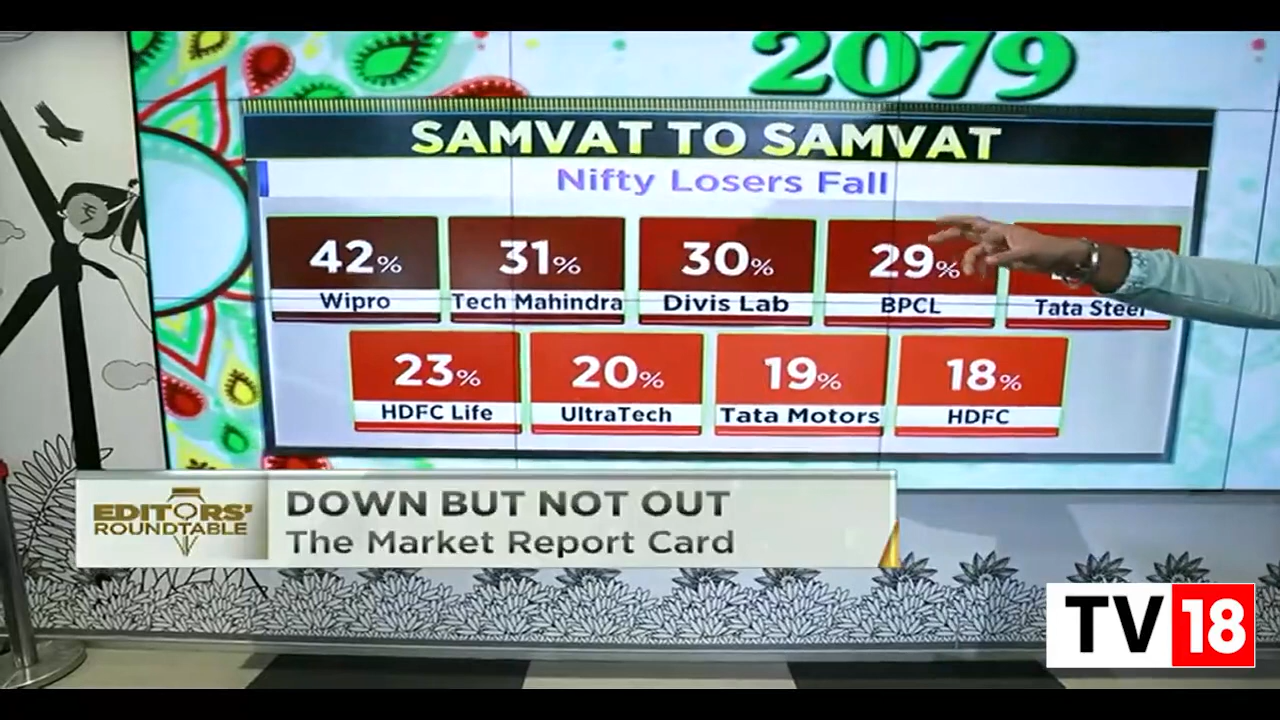 2079
SAMVAT TO SAMVAT
Nifty Losers Fall
42% 31% 30% 29%
Wipro Tech Mahindra Divis Lab BPCL Tata Steel
23% 20% 19% 18%
HDFC Life UltraTech Tata Motors HDFC
EDITORS' DOWN BUT NOT OUT
ROUNDTABLE The Market Report Card
TV18